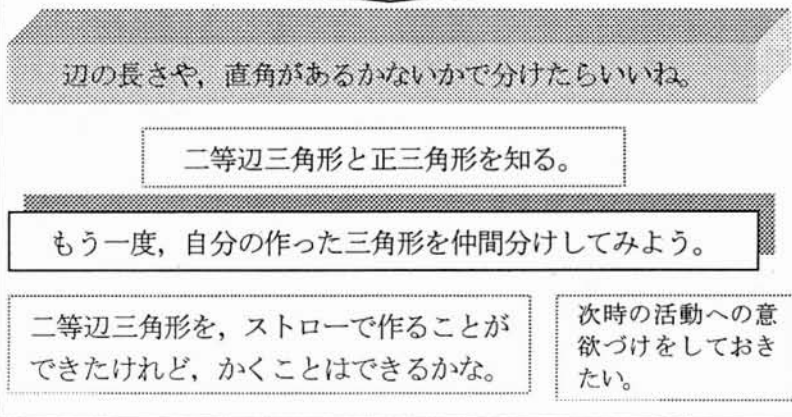 辺の長さや，直角があるかないかで分けたらいいね。
二等辺三角形と正三角形を知る。
もう一度，自分の作った三角形を仲間分けしてみよう。
二等辺三角形を，ストローで作ることが
できたけれど，かくことはできるかな。
次時の活動への意
欲づけをしておき
たい。